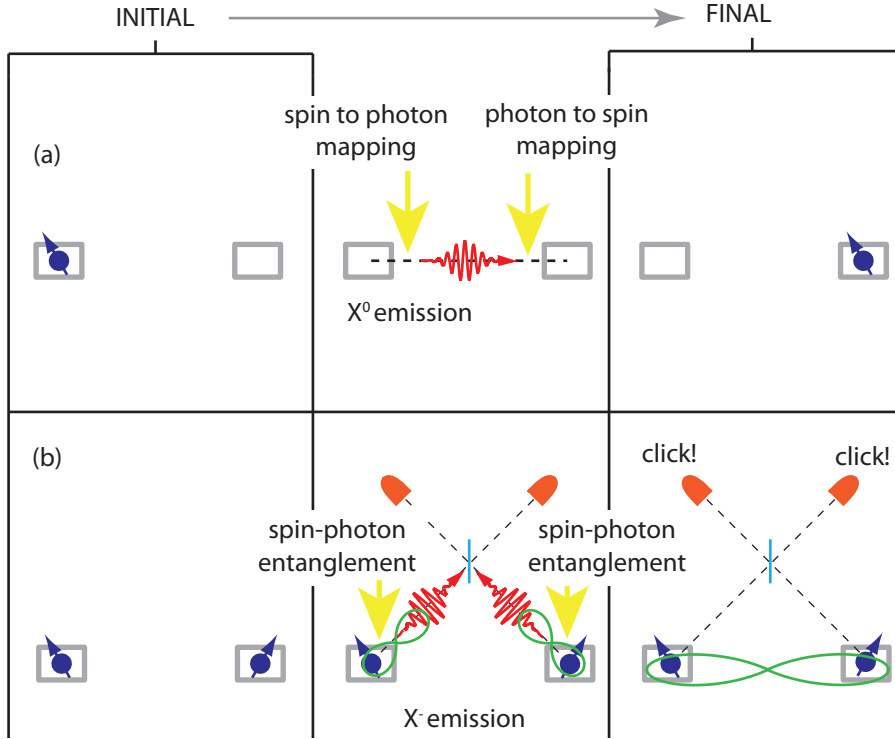 INITIAL
FINAL
(a)
spin to photon
mapping
photon to spin
mapping
X⁰ emission
(b)
click!
click!
spin-photon
entanglement
spin-photon
entanglement
X⁻ emission